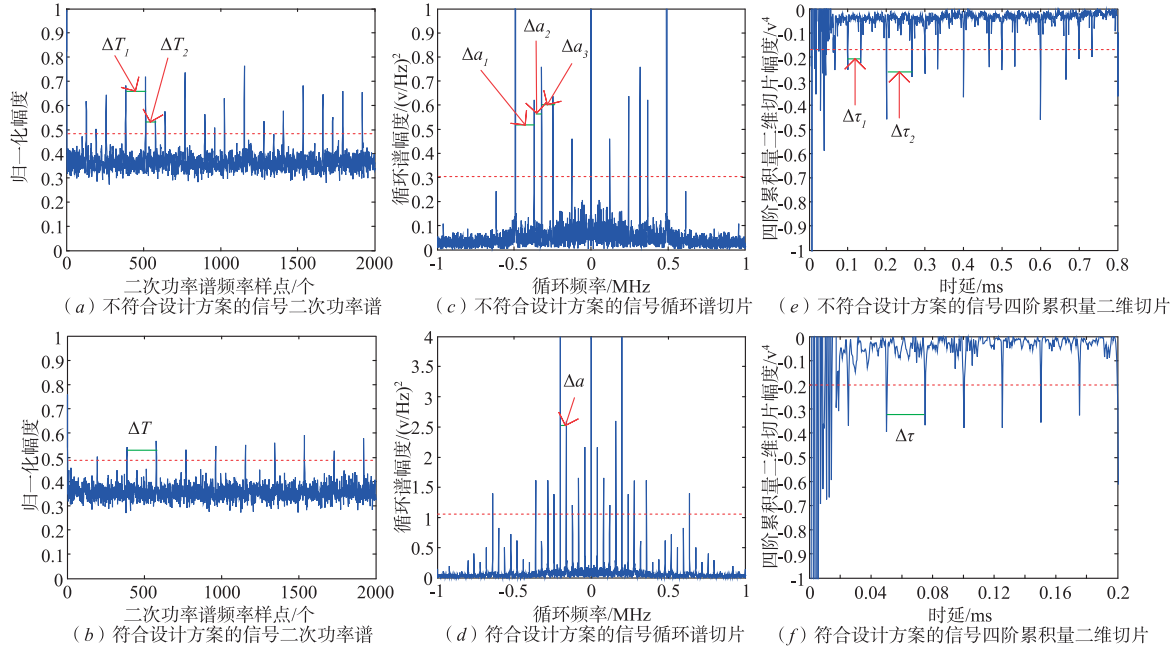 1
0.9
0.8
0.7
0.6
0.5
0.4
0.3
0.2
0.1
0
归一化幅度
ΔT1
ΔT2
0 500 1000 1500 2000
二次功率谱频率样点/个
(a)不符合设计方案的信号二次功率谱
1
0.9
0.8
0.7
0.6
0.5
0.4
0.3
0.2
0.1
0
循环谱幅度/(v/Hz)²
Δa1
Δa2
Δa3
-1 -0.5 0 0.5 1
循环频率/MHz
(c)不符合设计方案的信号循环谱切片
0
-0.1
-0.2
-0.3
-0.4
-0.5
-0.6
-0.7
-0.8
-0.9
-1
四阶累积量二维切片幅度/v⁴
Δτ1
Δτ2
0.1 0.2 0.3 0.4 0.5 0.6 0.7 0.8
时延/ms
(e)不符合设计方案的信号四阶累积量二维切片
1
0.9
0.8
0.7
0.6
0.5
0.4
0.3
0.2
0.1
0
归一化幅度
ΔT
0 500 1000 1500 2000
二次功率谱频率样点/个
(b)符合设计方案的信号二次功率谱
4
3.5
3
2.5
2
1.5
1
0.5
0
循环谱幅度/(v/Hz)²
Δa
-1 -0.5 0 0.5 1
循环频率/MHz
(d)符合设计方案的信号循环谱切片
0
-0.1
-0.2
-0.3
-0.4
-0.5
-0.6
-0.7
-0.8
-0.9
-1
四阶累积量二维切片幅度/v⁴
Δτ
0.04 0.08 0.12 0.16 0.2
时延/ms
(f)符合设计方案的信号四阶累积量二维切片